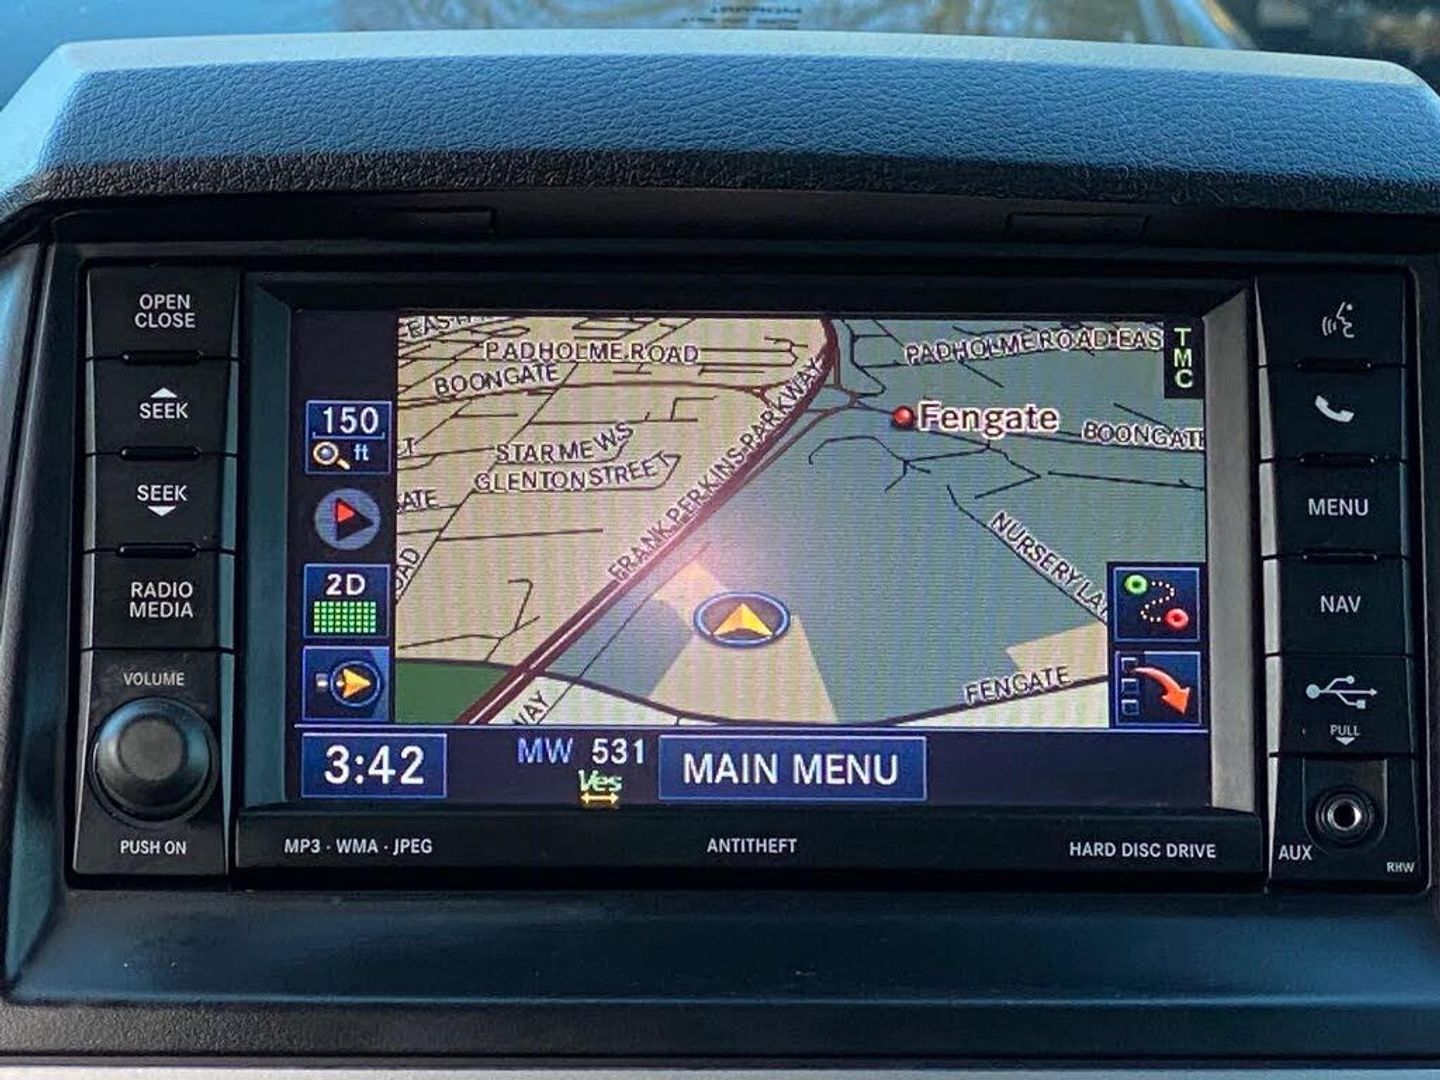 OPEN
CLOSE
SEEK
SEEK
RADIO
MEDIA
VOLUME
PUSH ON
150
ft
2D
PADHOLME ROAD
BOONGATE
STAR MEWS
GLENTON STREET
FRANK PERKINS PARKWAY
PADHOLME ROAD EAS
Fengate
BOONGATE
NURSERY LA
FENGATE
WAY
TMC
3:42
MW 531
Ves
MAIN MENU
MP3 · WMA · JPEG
ANTITHEFT
HARD DISC DRIVE
MENU
NAV
PULL
AUX
RHW